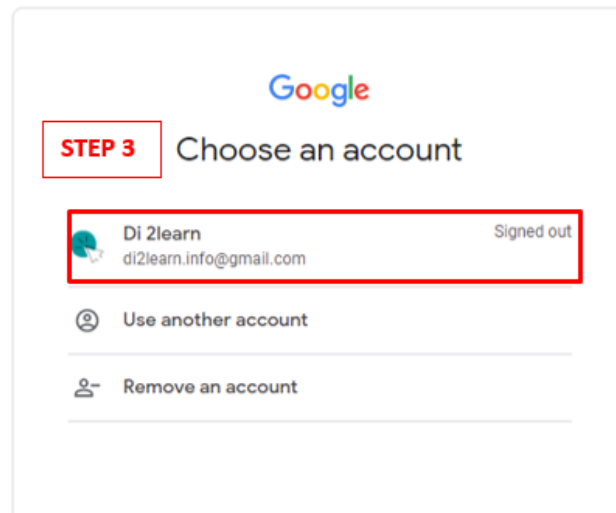 Google
STEP 3
Choose an account
Di 2learn
Signed out
di2learn.info@gmail.com
Use another account
Remove an account